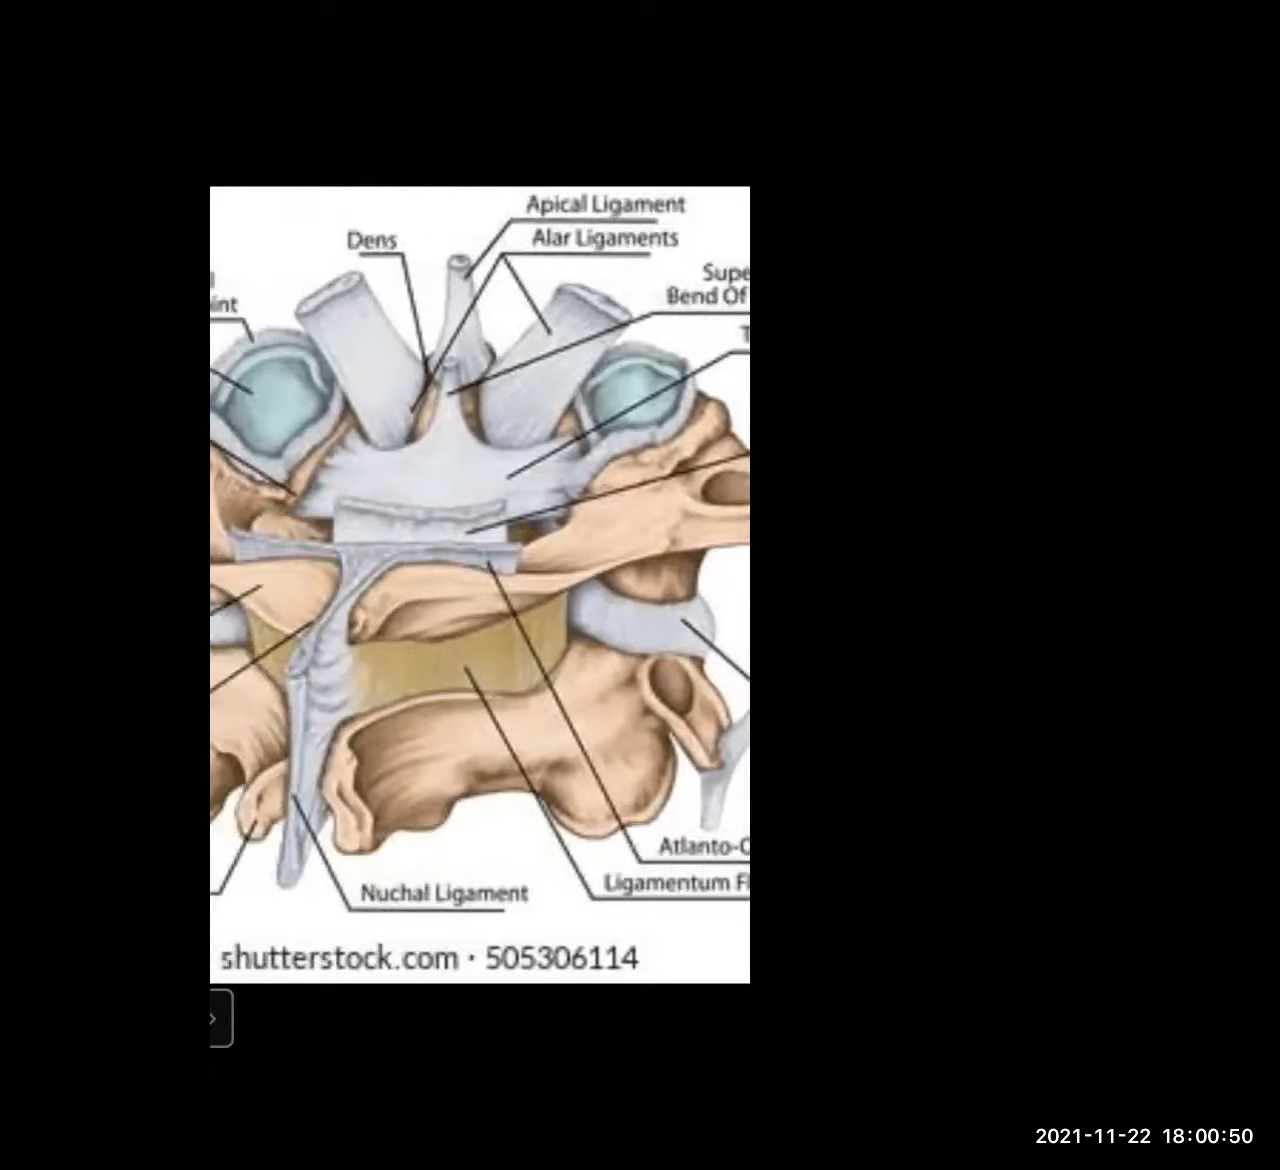 Apical Ligament
Dens
Alar Ligaments
Supe
Bend Of
int
T
Atlanto-O
Ligamentum Fl
Nuchal Ligament
shutterstock.com · 505306114
2021-11-22 18:00:50